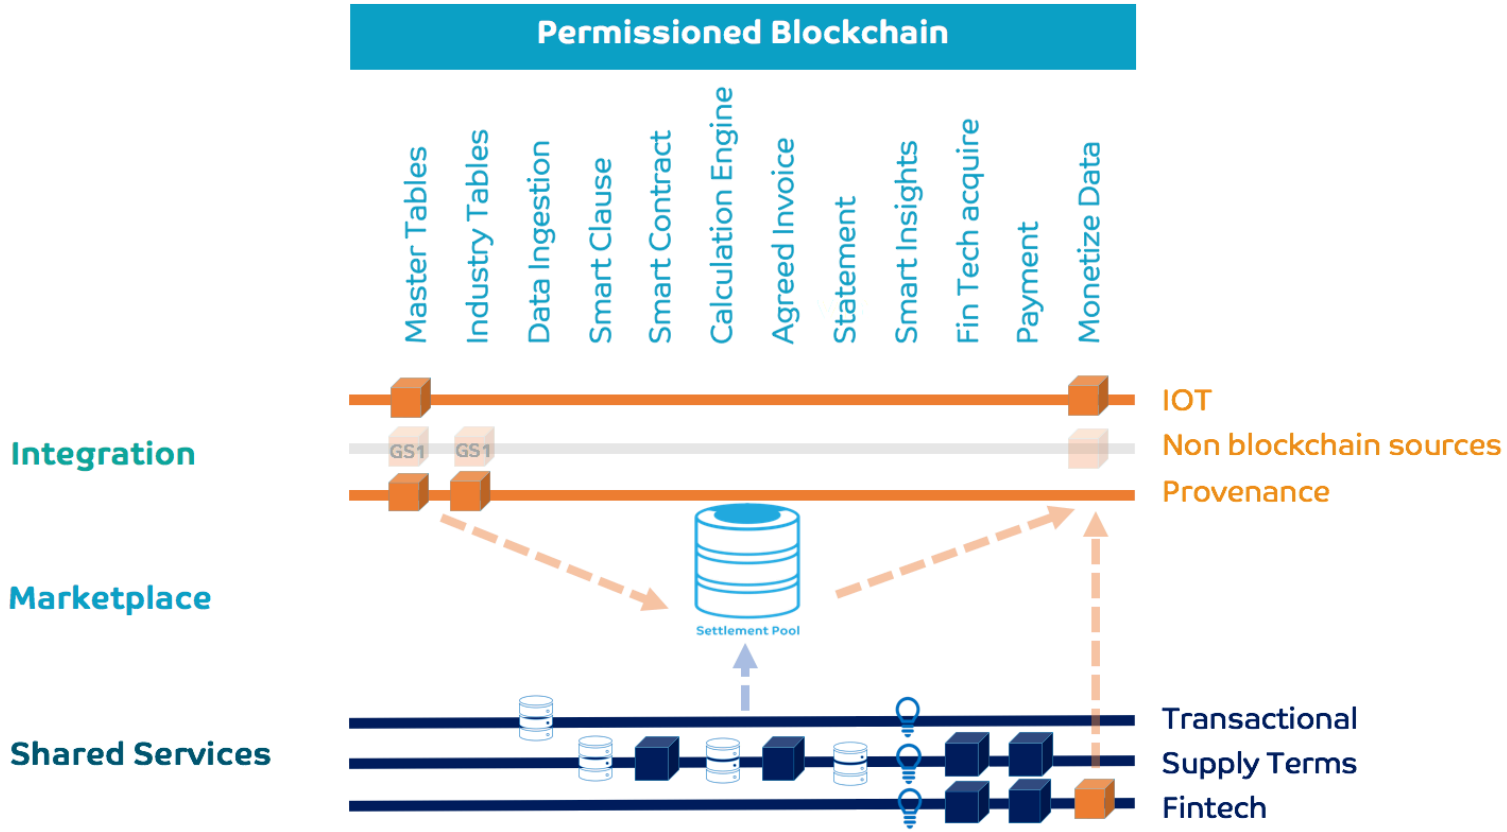 Permissioned Blockchain
Master Tables
Industry Tables
Data Ingestion
Smart Clause
Smart Contract
Calculation Engine
Agreed Invoice
Statement
Smart Insights
Fin Tech acquire
Payment
Monetize Data
IOT
Integration
GS1
GS1
Non blockchain sources
Provenance
Marketplace
Settlement Pool
Shared Services
Transactional
Supply Terms
Fintech